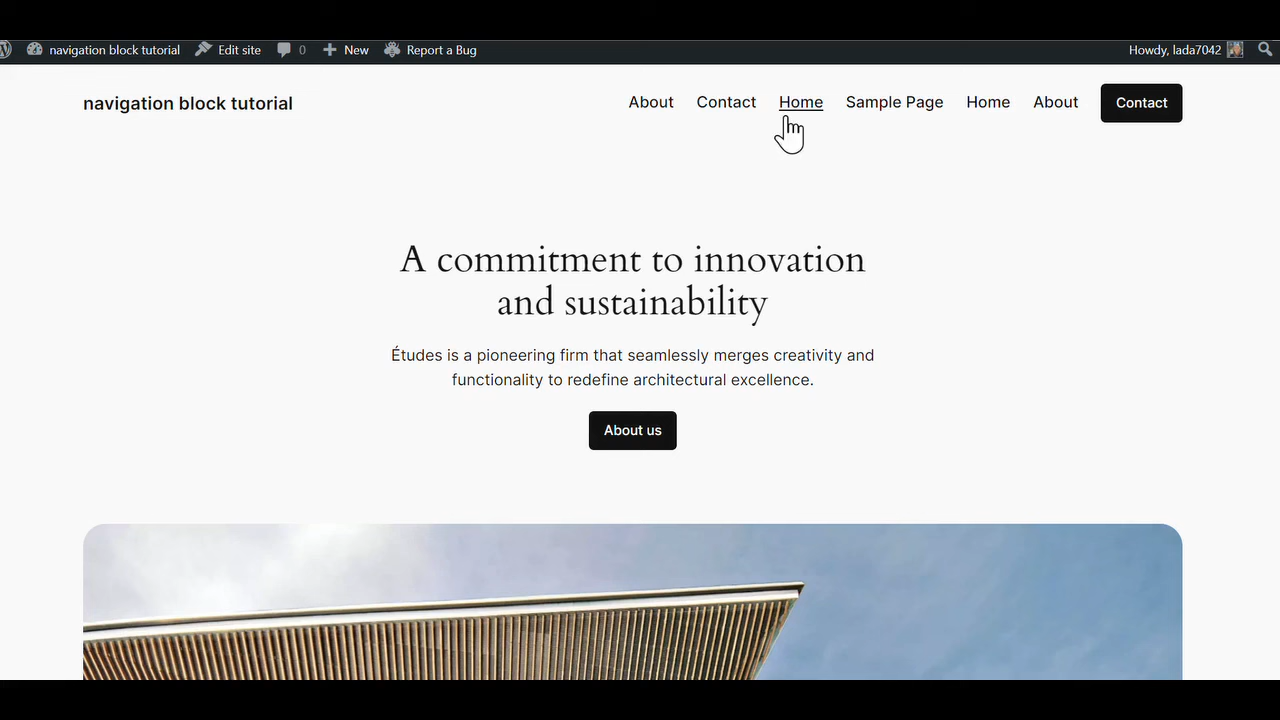 navigation block tutorial Edit site 0 New Report a Bug Howdy, lada7042
navigation block tutorial About Contact Home Sample Page Home About Contact
A commitment to innovation
and sustainability
Études is a pioneering firm that seamlessly merges creativity and
functionality to redefine architectural excellence.
About us